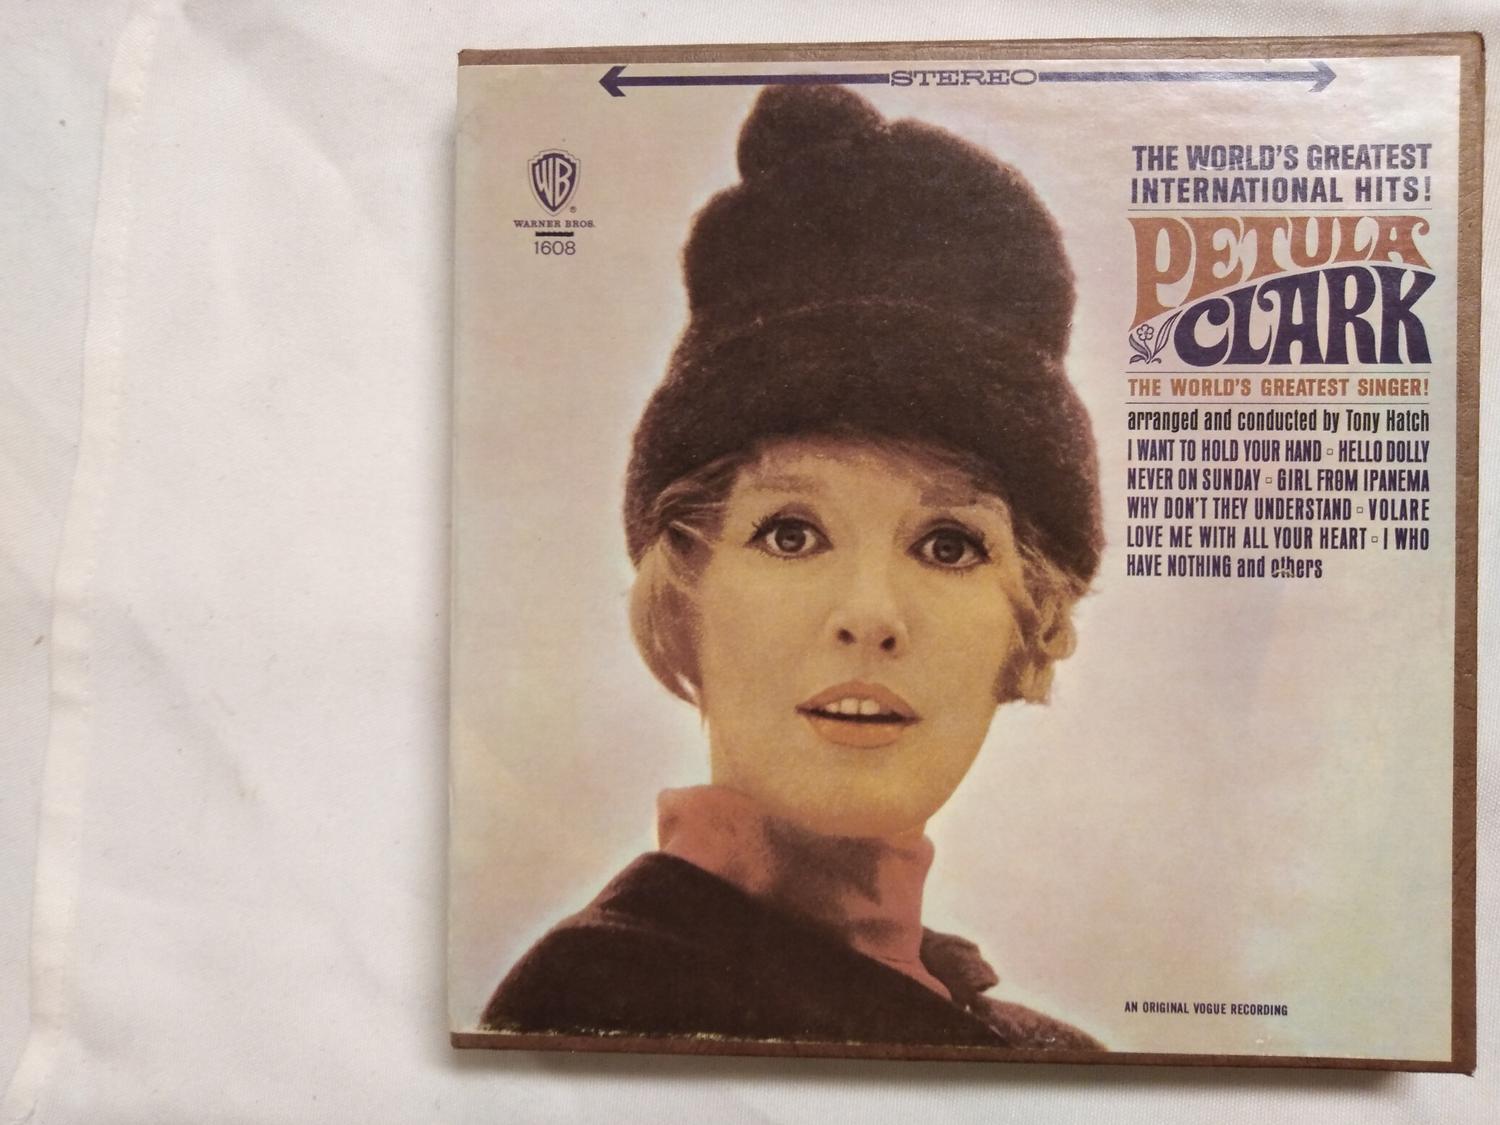 STEREO
WB
®
WARNER BROS.
1608
THE WORLD'S GREATEST
INTERNATIONAL HITS!
PETULA
CLARK
THE WORLD'S GREATEST SINGER!
arranged and conducted by Tony Hatch
I WANT TO HOLD YOUR HAND ▫ HELLO DOLLY
NEVER ON SUNDAY ▫ GIRL FROM IPANEMA
WHY DON'T THEY UNDERSTAND ▫ VOLARE
LOVE ME WITH ALL YOUR HEART ▫ I WHO
HAVE NOTHING and others
AN ORIGINAL VOGUE RECORDING